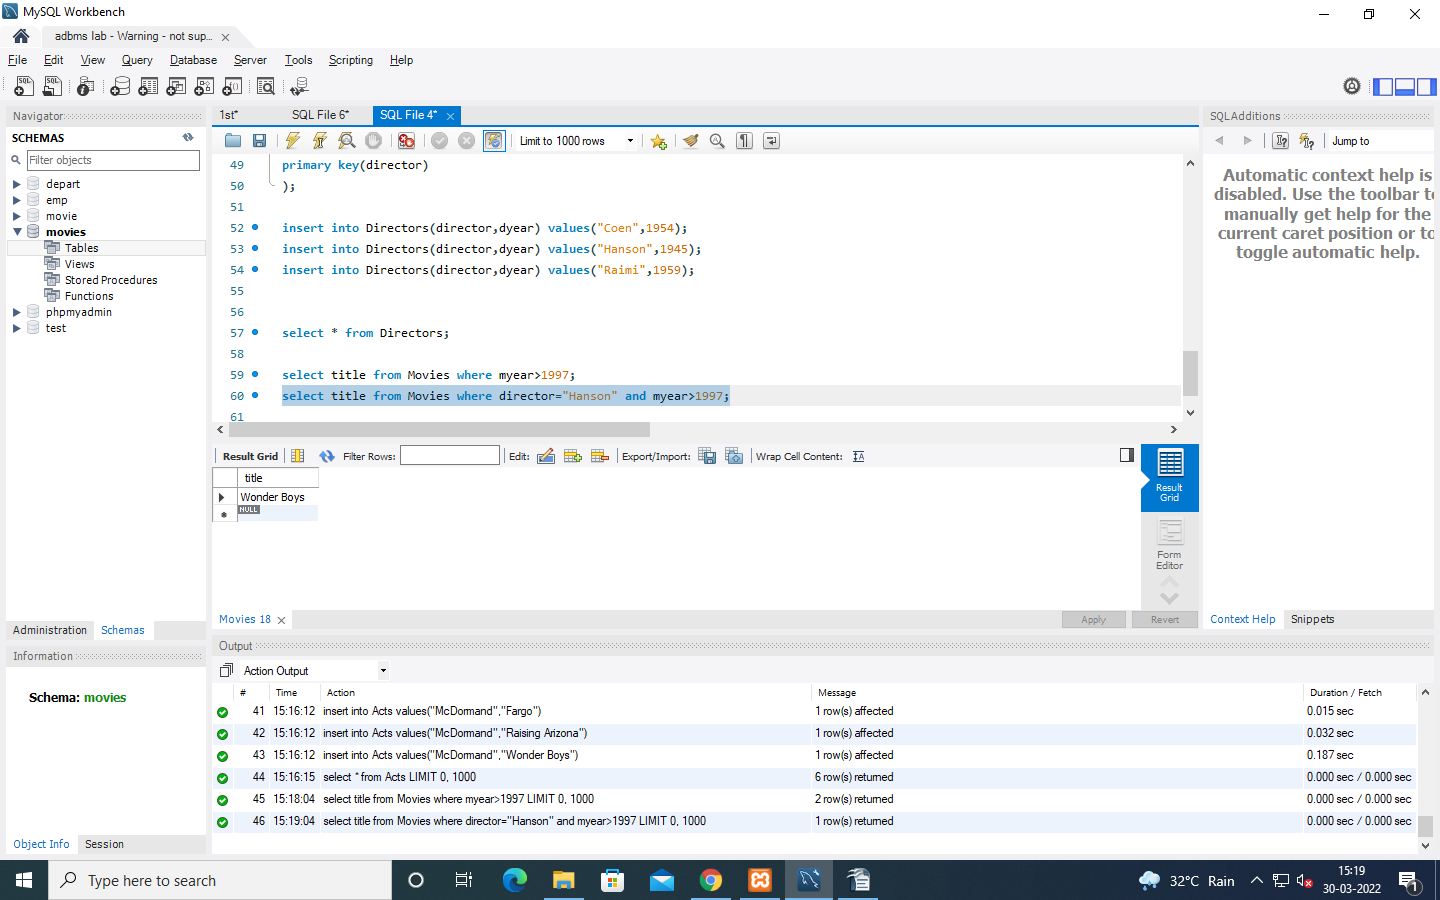 MySQL Workbench
adbms lab - Warning - not sup...
File Edit View Query Database Server Tools Scripting Help
Navigator
SCHEMAS
Filter objects
depart
emp
movie
movies
Tables
Views
Stored Procedures
Functions
phpmyadmin
test
Administration Schemas
Information
Schema: movies
Object Info Session
1st* SQL File 6* SQL File 4*
Limit to 1000 rows
49 primary key(director)
50 );
51
52 insert into Directors(director,dyear) values("Coen",1954);
53 insert into Directors(director,dyear) values("Hanson",1945);
54 insert into Directors(director,dyear) values("Raimi",1959);
55
56
57 select * from Directors;
58
59 select title from Movies where myear>1997;
60 select title from Movies where director="Hanson" and myear>1997;
61
Result Grid Filter Rows: Edit: Export/Import: Wrap Cell Content:
title
Wonder Boys
NULL
Result
Grid
Form
Editor
Movies 18
Apply Revert
SQLAdditions
Jump to
Automatic context help is
disabled. Use the toolbar to
manually get help for the
current caret position or to
toggle automatic help.
Context Help Snippets
Output
Action Output
# Time Action Message Duration / Fetch
41 15:16:12 insert into Acts values("McDormand","Fargo") 1 row(s) affected 0.015 sec
42 15:16:12 insert into Acts values("McDormand","Raising Arizona") 1 row(s) affected 0.032 sec
43 15:16:12 insert into Acts values("McDormand","Wonder Boys") 1 row(s) affected 0.187 sec
44 15:16:15 select * from Acts LIMIT 0, 1000 6 row(s) returned 0.000 sec / 0.000 sec
45 15:18:04 select title from Movies where myear>1997 LIMIT 0, 1000 2 row(s) returned 0.000 sec / 0.000 sec
46 15:19:04 select title from Movies where director="Hanson" and myear>1997 LIMIT 0, 1000 1 row(s) returned 0.000 sec / 0.000 sec
Type here to search
32°C Rain
15:19
30-03-2022
1